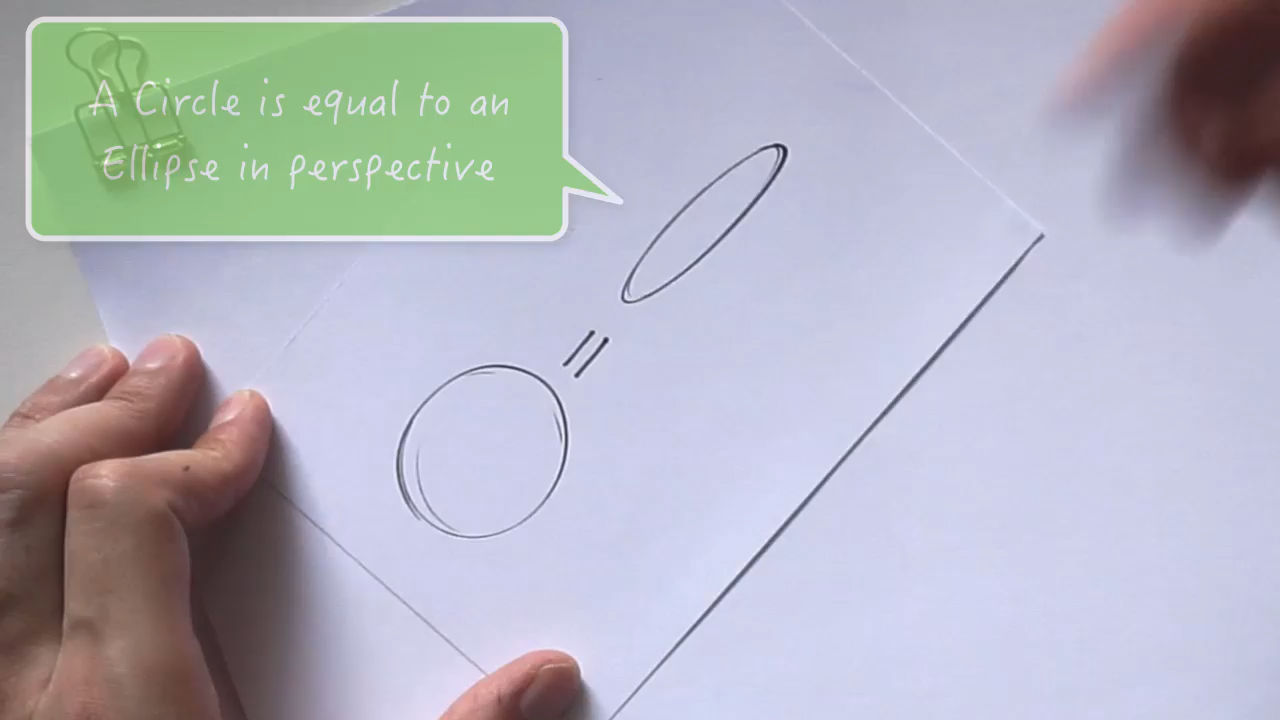 A Circle is equal to an
Ellipse in perspective
=